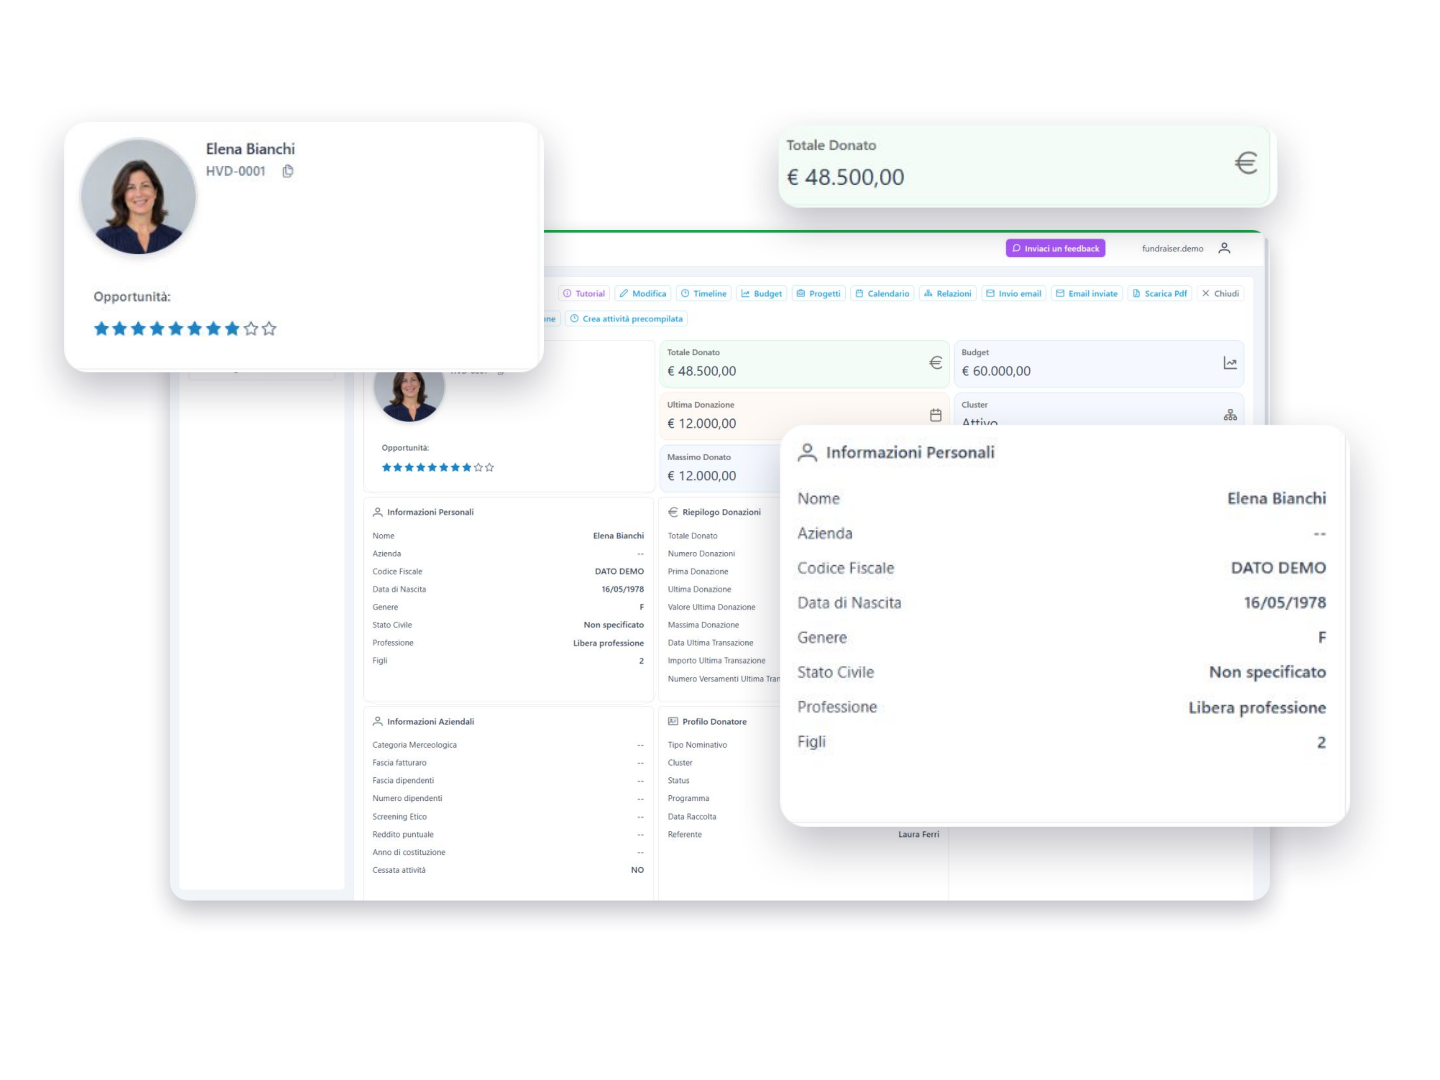 Elena Bianchi
HVD-0001
Opportunità:
Totale Donato
€ 48.500,00
Inviaci un feedback
fundraiser.demo
Tutorial
Modifica
Timeline
Budget
Progetti
Calendario
Relazioni
Invio email
Email inviate
Scarica Pdf
Chiudi
ne
Crea attività precompilata
Opportunità:
Totale Donato
€ 48.500,00
Budget
€ 60.000,00
Ultima Donazione
€ 12.000,00
Cluster
Attivo
Massimo Donato
€ 12.000,00
Informazioni Personali
Nome Elena Bianchi
Azienda --
Codice Fiscale DATO DEMO
Data di Nascita 16/05/1978
Genere F
Stato Civile Non specificato
Professione Libera professione
Figli 2
Riepilogo Donazioni
Totale Donato
Numero Donazioni
Prima Donazione
Ultima Donazione
Valore Ultima Donazione
Massima Donazione
Data Ultima Transazione
Importo Ultima Transazione
Numero Versamenti Ultima Tran
Informazioni Personali
Nome Elena Bianchi
Azienda --
Codice Fiscale DATO DEMO
Data di Nascita 16/05/1978
Genere F
Stato Civile Non specificato
Professione Libera professione
Figli 2
Informazioni Aziendali
Categoria Merceologica --
Fascia fatturaro --
Fascia dipendenti --
Numero dipendenti --
Screening Etico --
Reddito puntuale --
Anno di costituzione --
Cessata attività NO
Profilo Donatore
Tipo Nominativo
Cluster
Status
Programma
Data Raccolta
Referente Laura Ferri